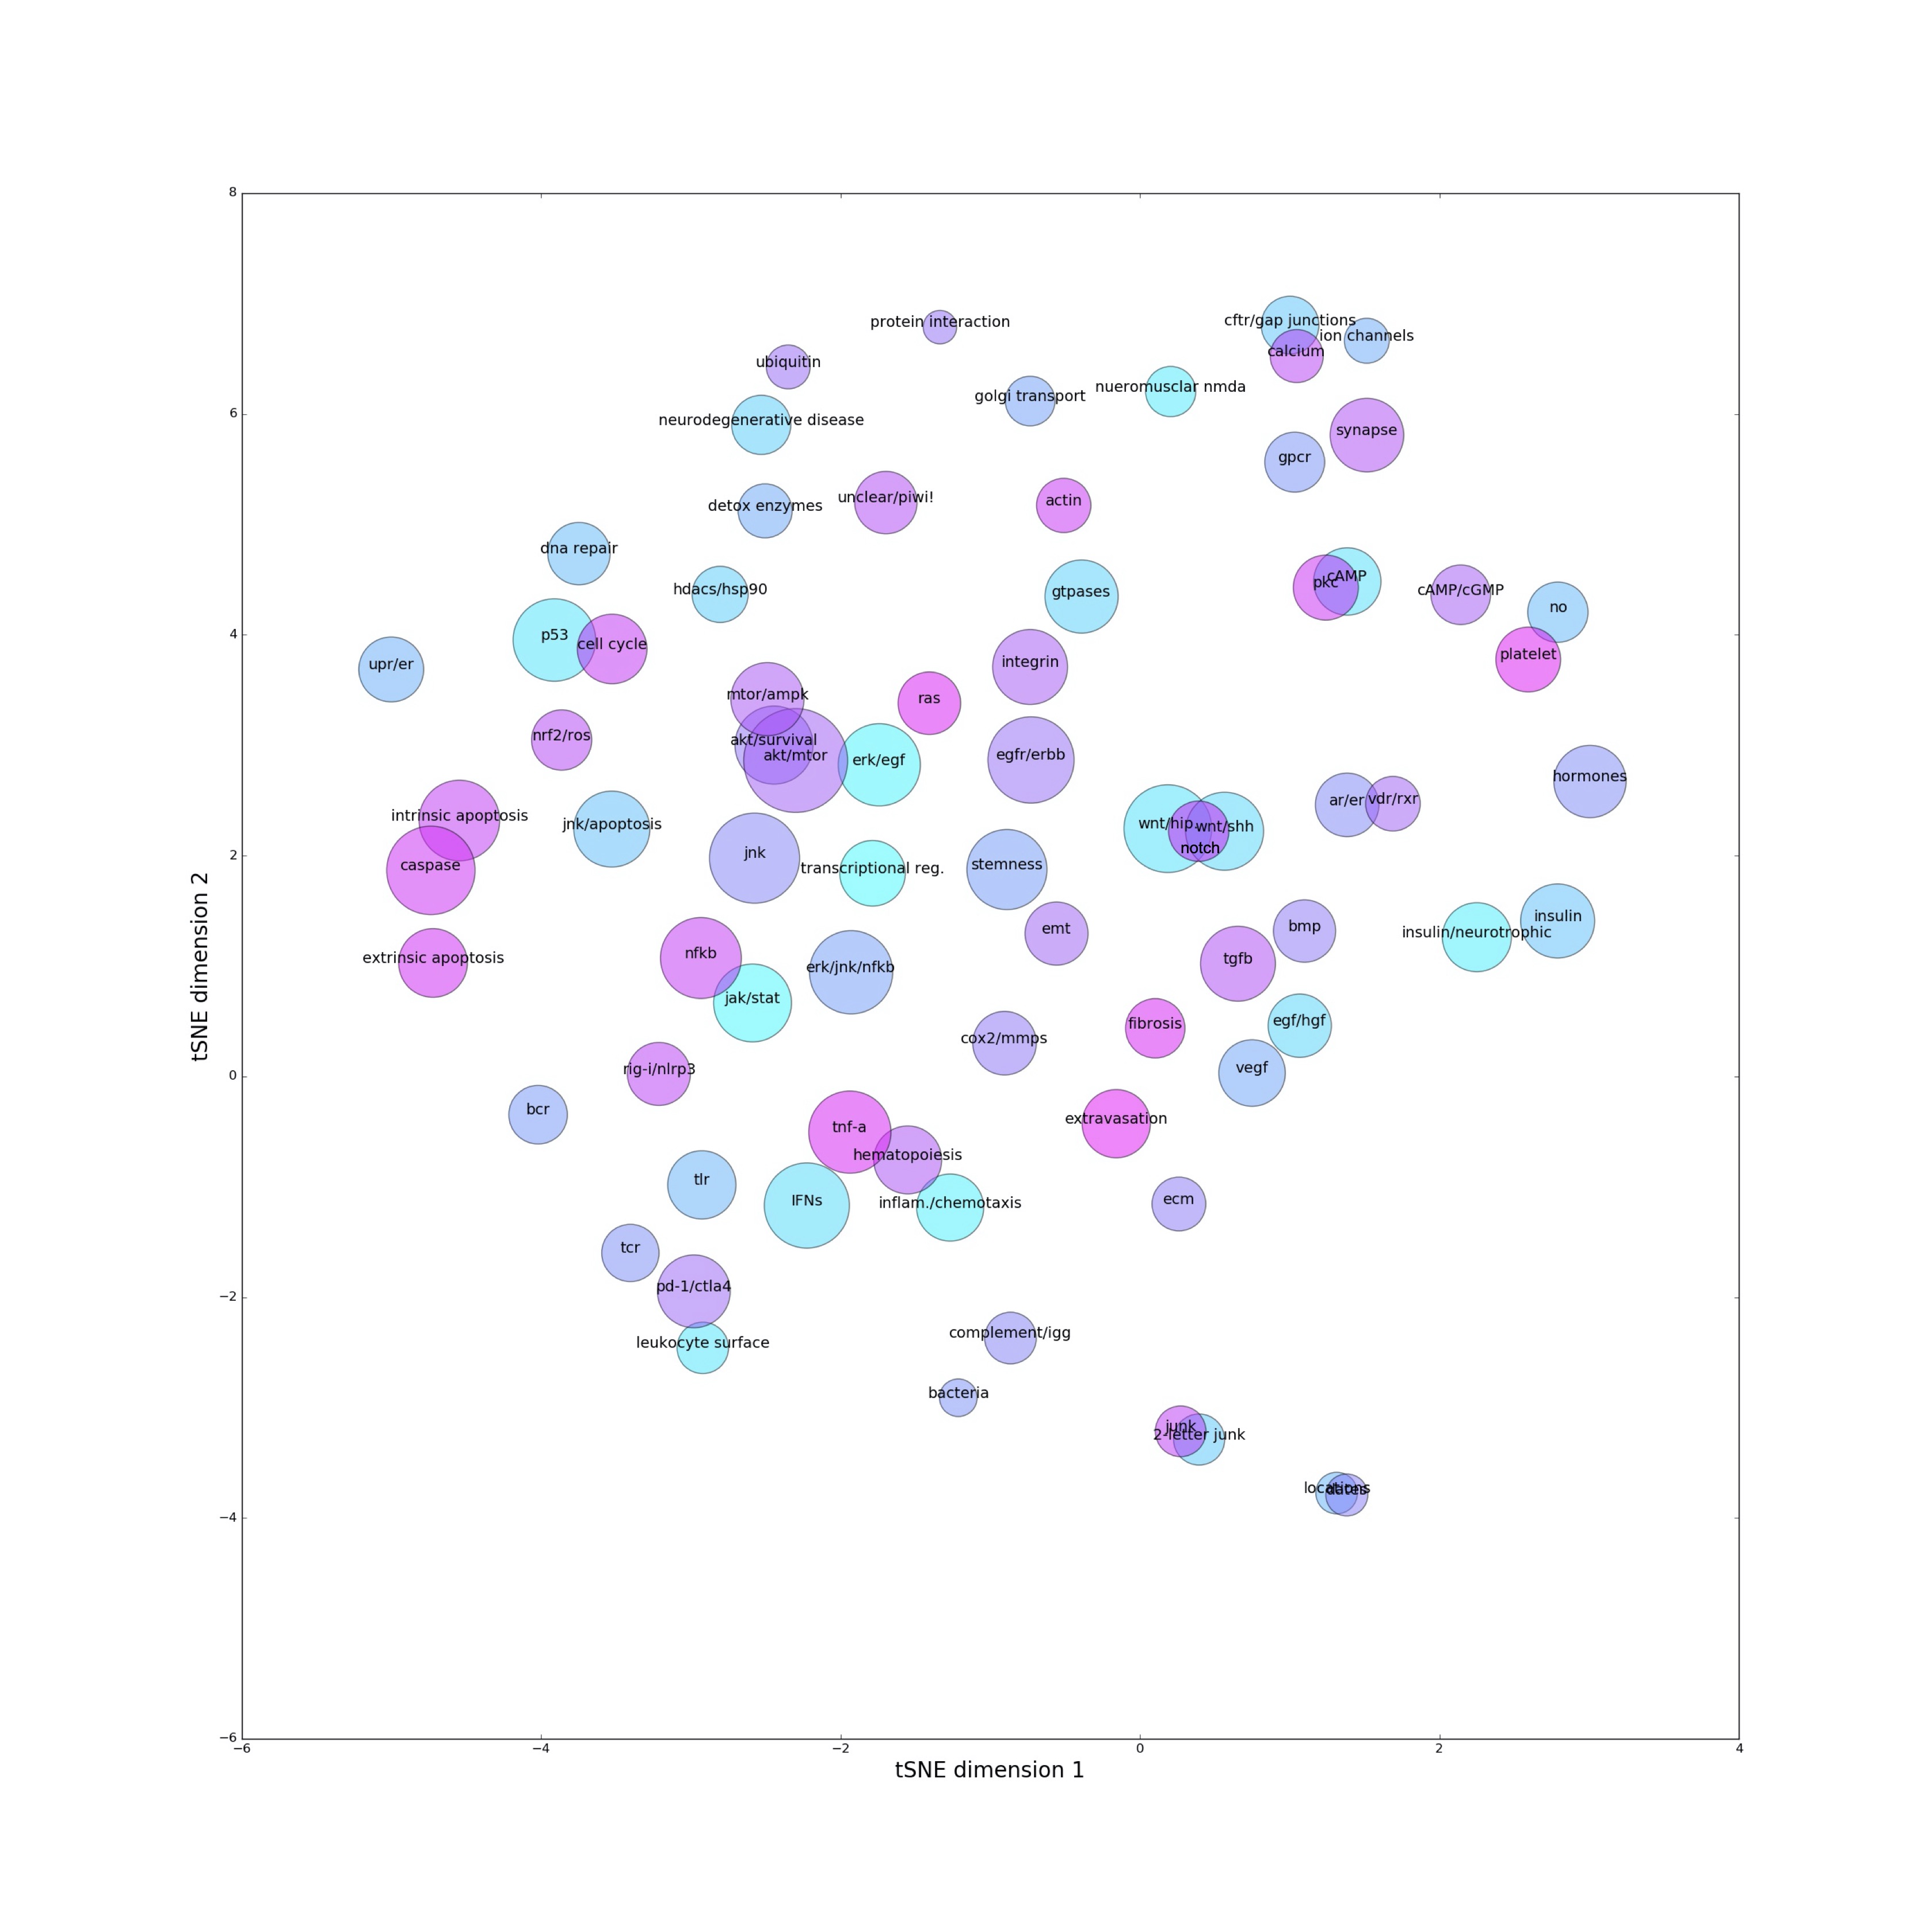 8
protein interaction
cftr/gap junctions
ion channels
calcium
ubiquitin
nueromusclar nmda
golgi transport
6
neurodegenerative disease
synapse
gpcr
unclear/piwi!
actin
detox enzymes
dna repair
hdacs/hsp90
gtpases
cAMP
pkc
cAMP/cGMP
no
4
p53
cell cycle
platelet
upr/er
integrin
mtor/ampk
ras
nrf2/ros
akt/survival
akt/mtor
erk/egf
egfr/erbb
hormones
intrinsic apoptosis
jnk/apoptosis
wnt/hip.
wnt/shh
notch
ar/er
vdr/rxr
2
caspase
jnk
transcriptional reg.
stemness
emt
bmp
insulin/neurotrophic
insulin
extrinsic apoptosis
nfkb
erk/jnk/nfkb
tgfb
jak/stat
cox2/mmps
fibrosis
egf/hgf
0
rig-i/nlrp3
vegf
bcr
tnf-a
extravasation
hematopoiesis
tlr
IFNs
inflam./chemotaxis
ecm
tcr
−2
pd-1/ctla4
leukocyte surface
complement/igg
bacteria
junk
2-letter junk
locations
dates
−4
−6
−6
−4
−2
0
2
4
tSNE dimension 1
tSNE dimension 2